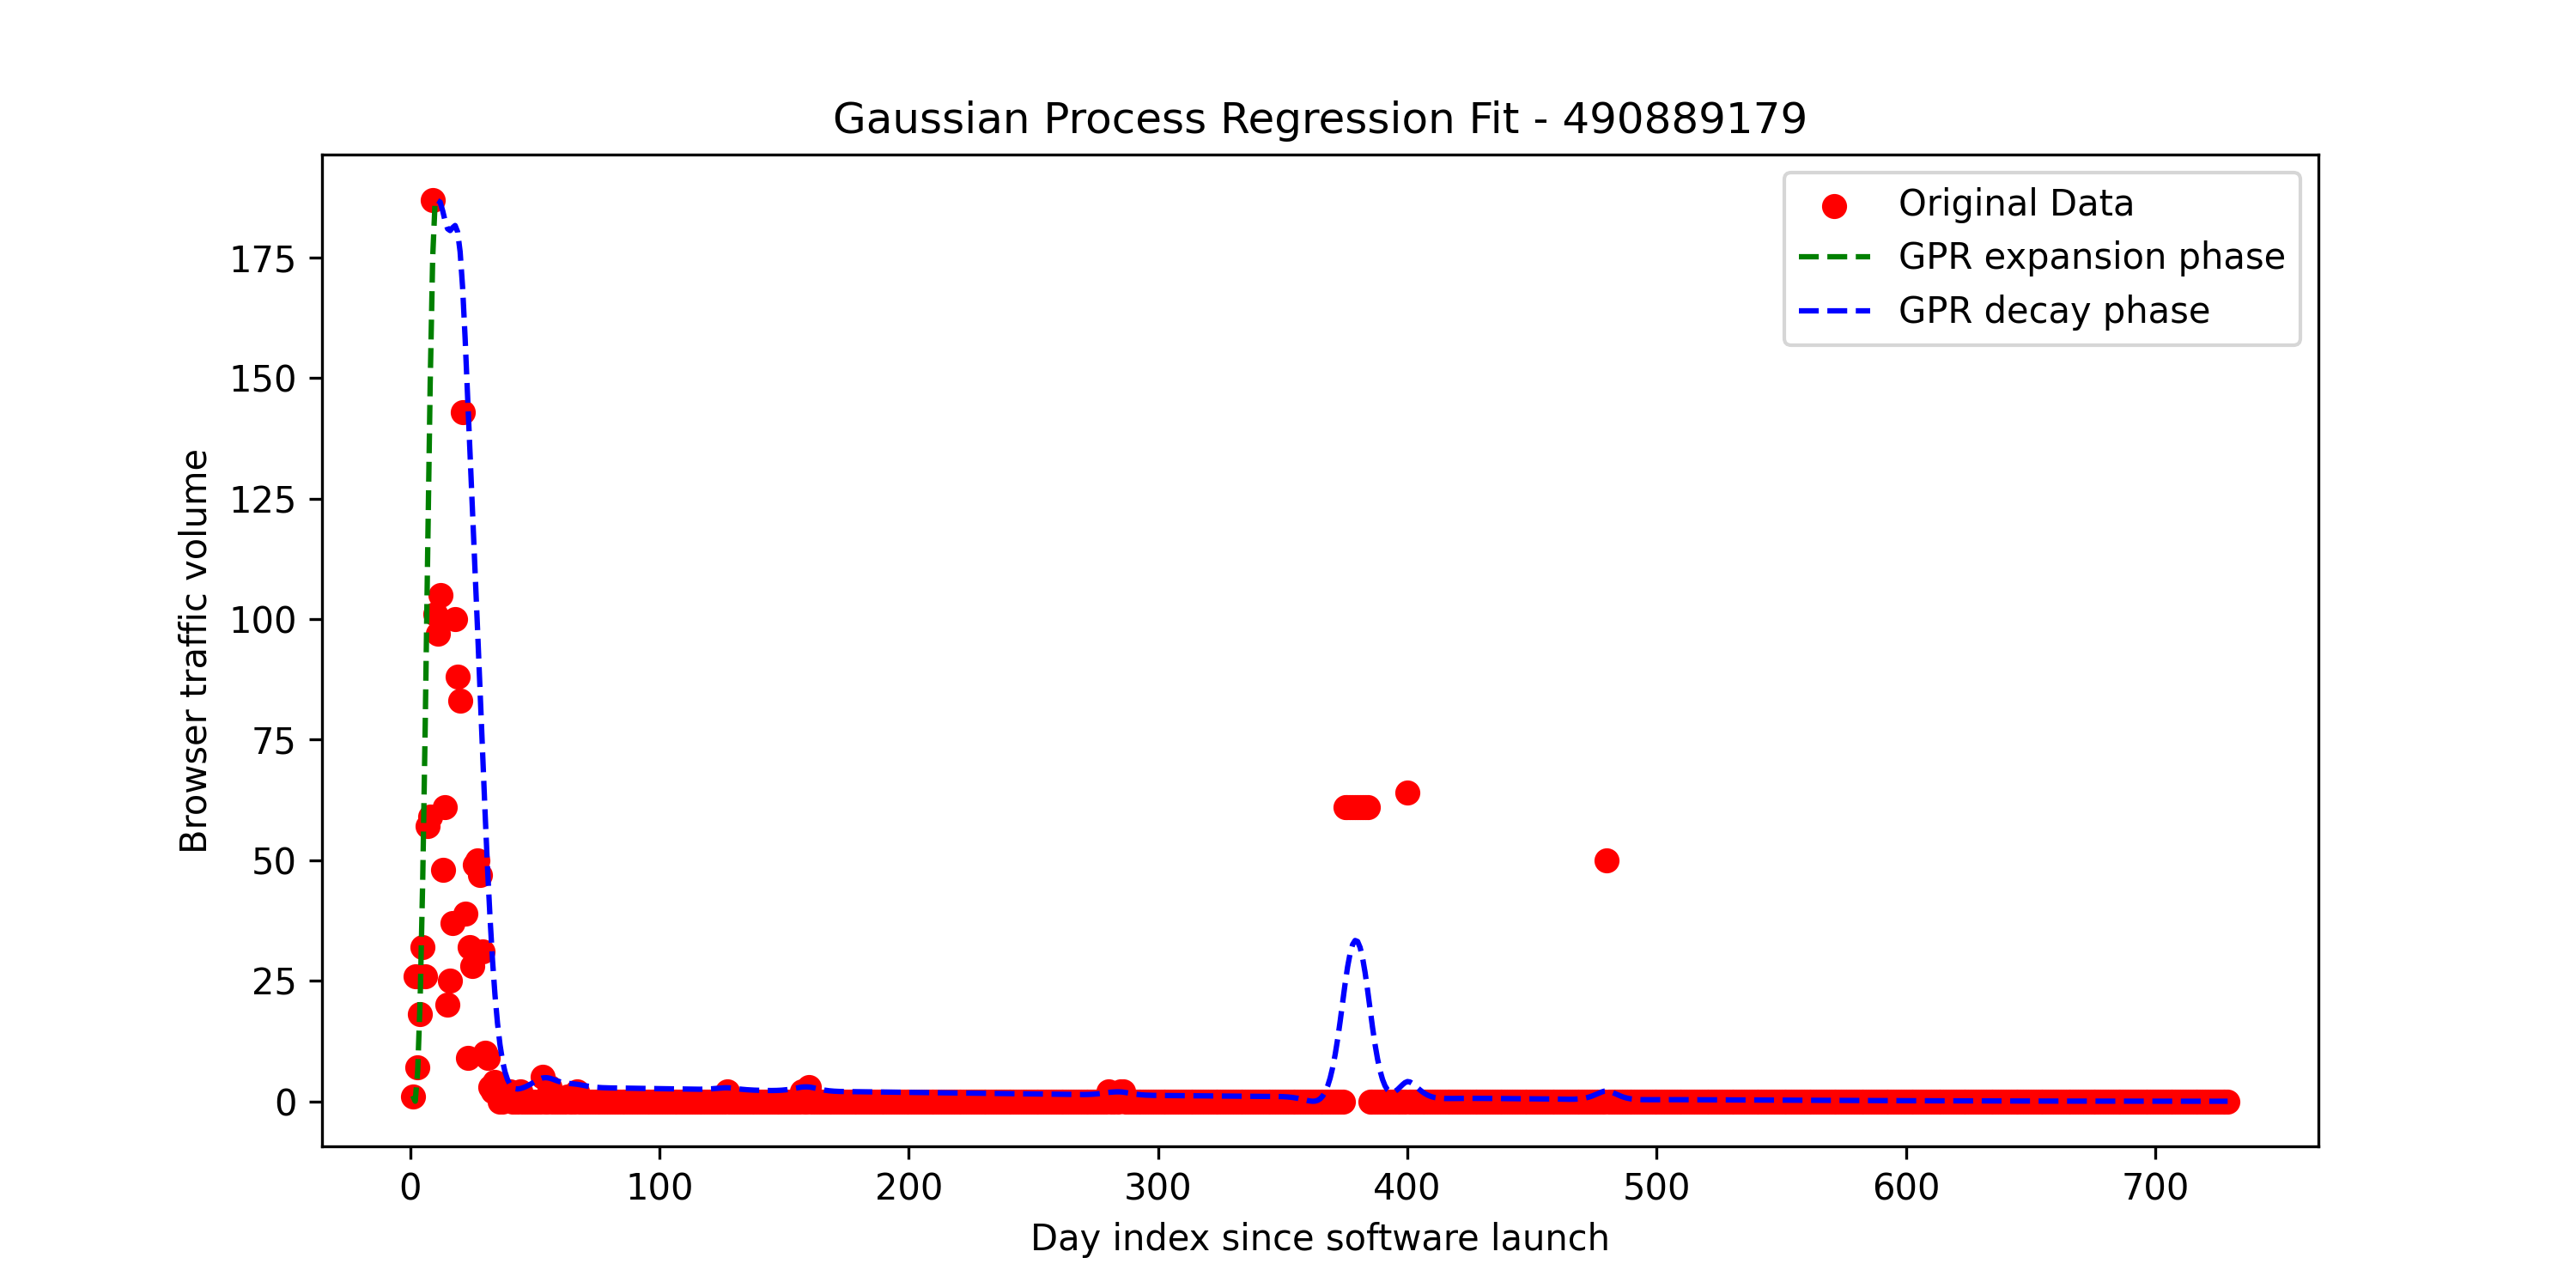 Gaussian Process Regression Fit - 490889179
Original Data
GPR expansion phase
GPR decay phase
Browser traffic volume
175
150
125
100
75
50
25
0
0 100 200 300 400 500 600 700
Day index since software launch